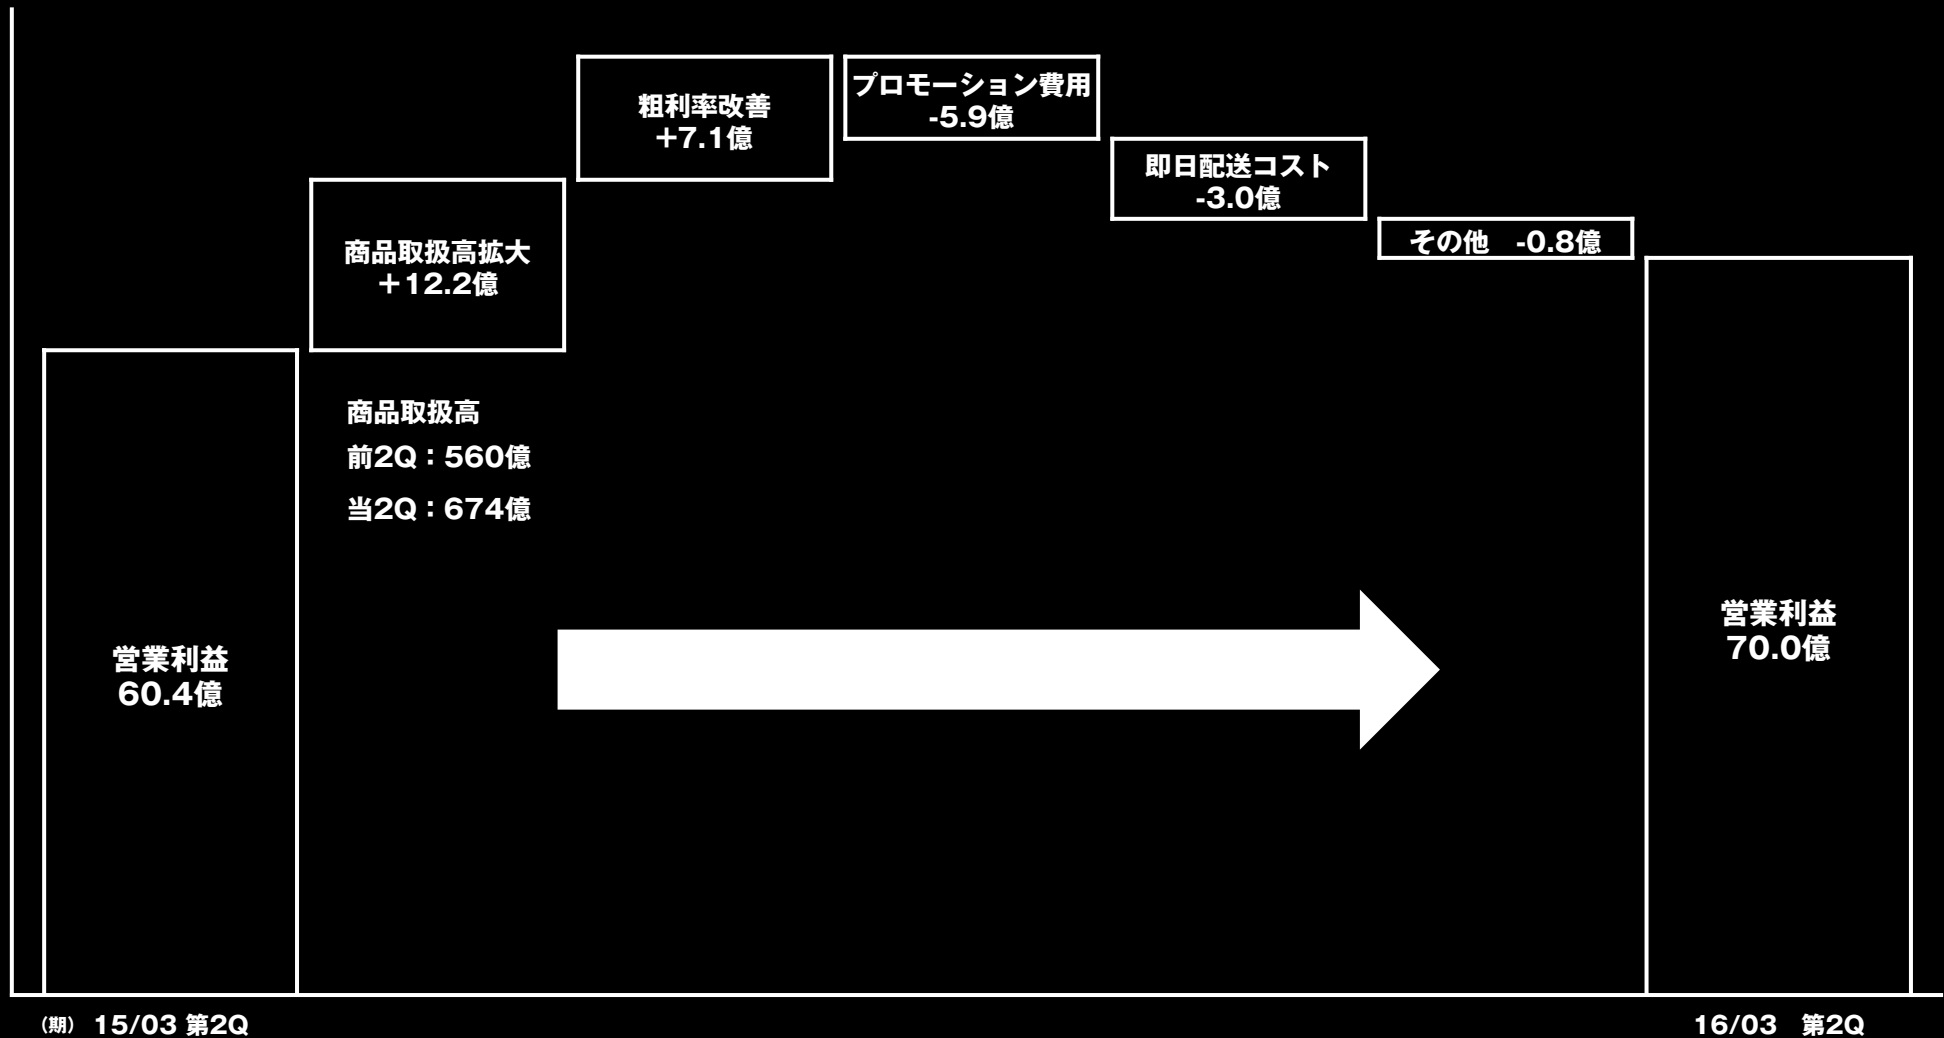 粗利率改善
＋7.1億
プロモーション費用
-5.9億
即日配送コスト
-3.0億
その他　-0.8億
商品取扱高拡大
＋12.2億
商品取扱高
前2Q：560億
当2Q：674億
営業利益
60.4億
営業利益
70.0億
（期） 15/03 第2Q
16/03　第2Q